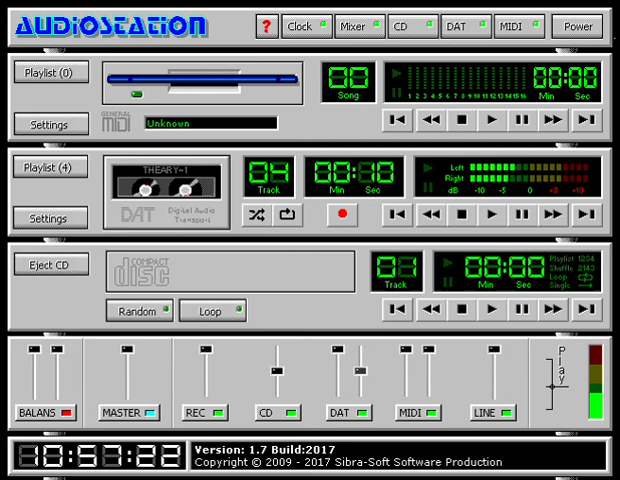 AUDIOSTATION
? Clock Mixer CD DAT MIDI Power
Playlist (0)
00
Song
00:00
Min Sec
1 2 3 4 5 6 7 8 9 10 11 12 13 14 15 16
Settings
GENERAL
MIDI
Unknown
Playlist (4)
THEARY~1
04
Track
00:10
Min Sec
Left
Right
dB -10 -5 0 +8 +10
Settings
DAT
Digital Audio
Transport
Eject CD
COMPACT
disc
01
Track
00:00
Min Sec
Playlist 1234
Shuffle 2143
Loop
Single
Random Loop
Play
BALANS MASTER REC CD DAT MIDI LINE
10:57:22
Version: 1.7 Build:2017
Copyright © 2009 - 2017 Sibra-Soft Software Production